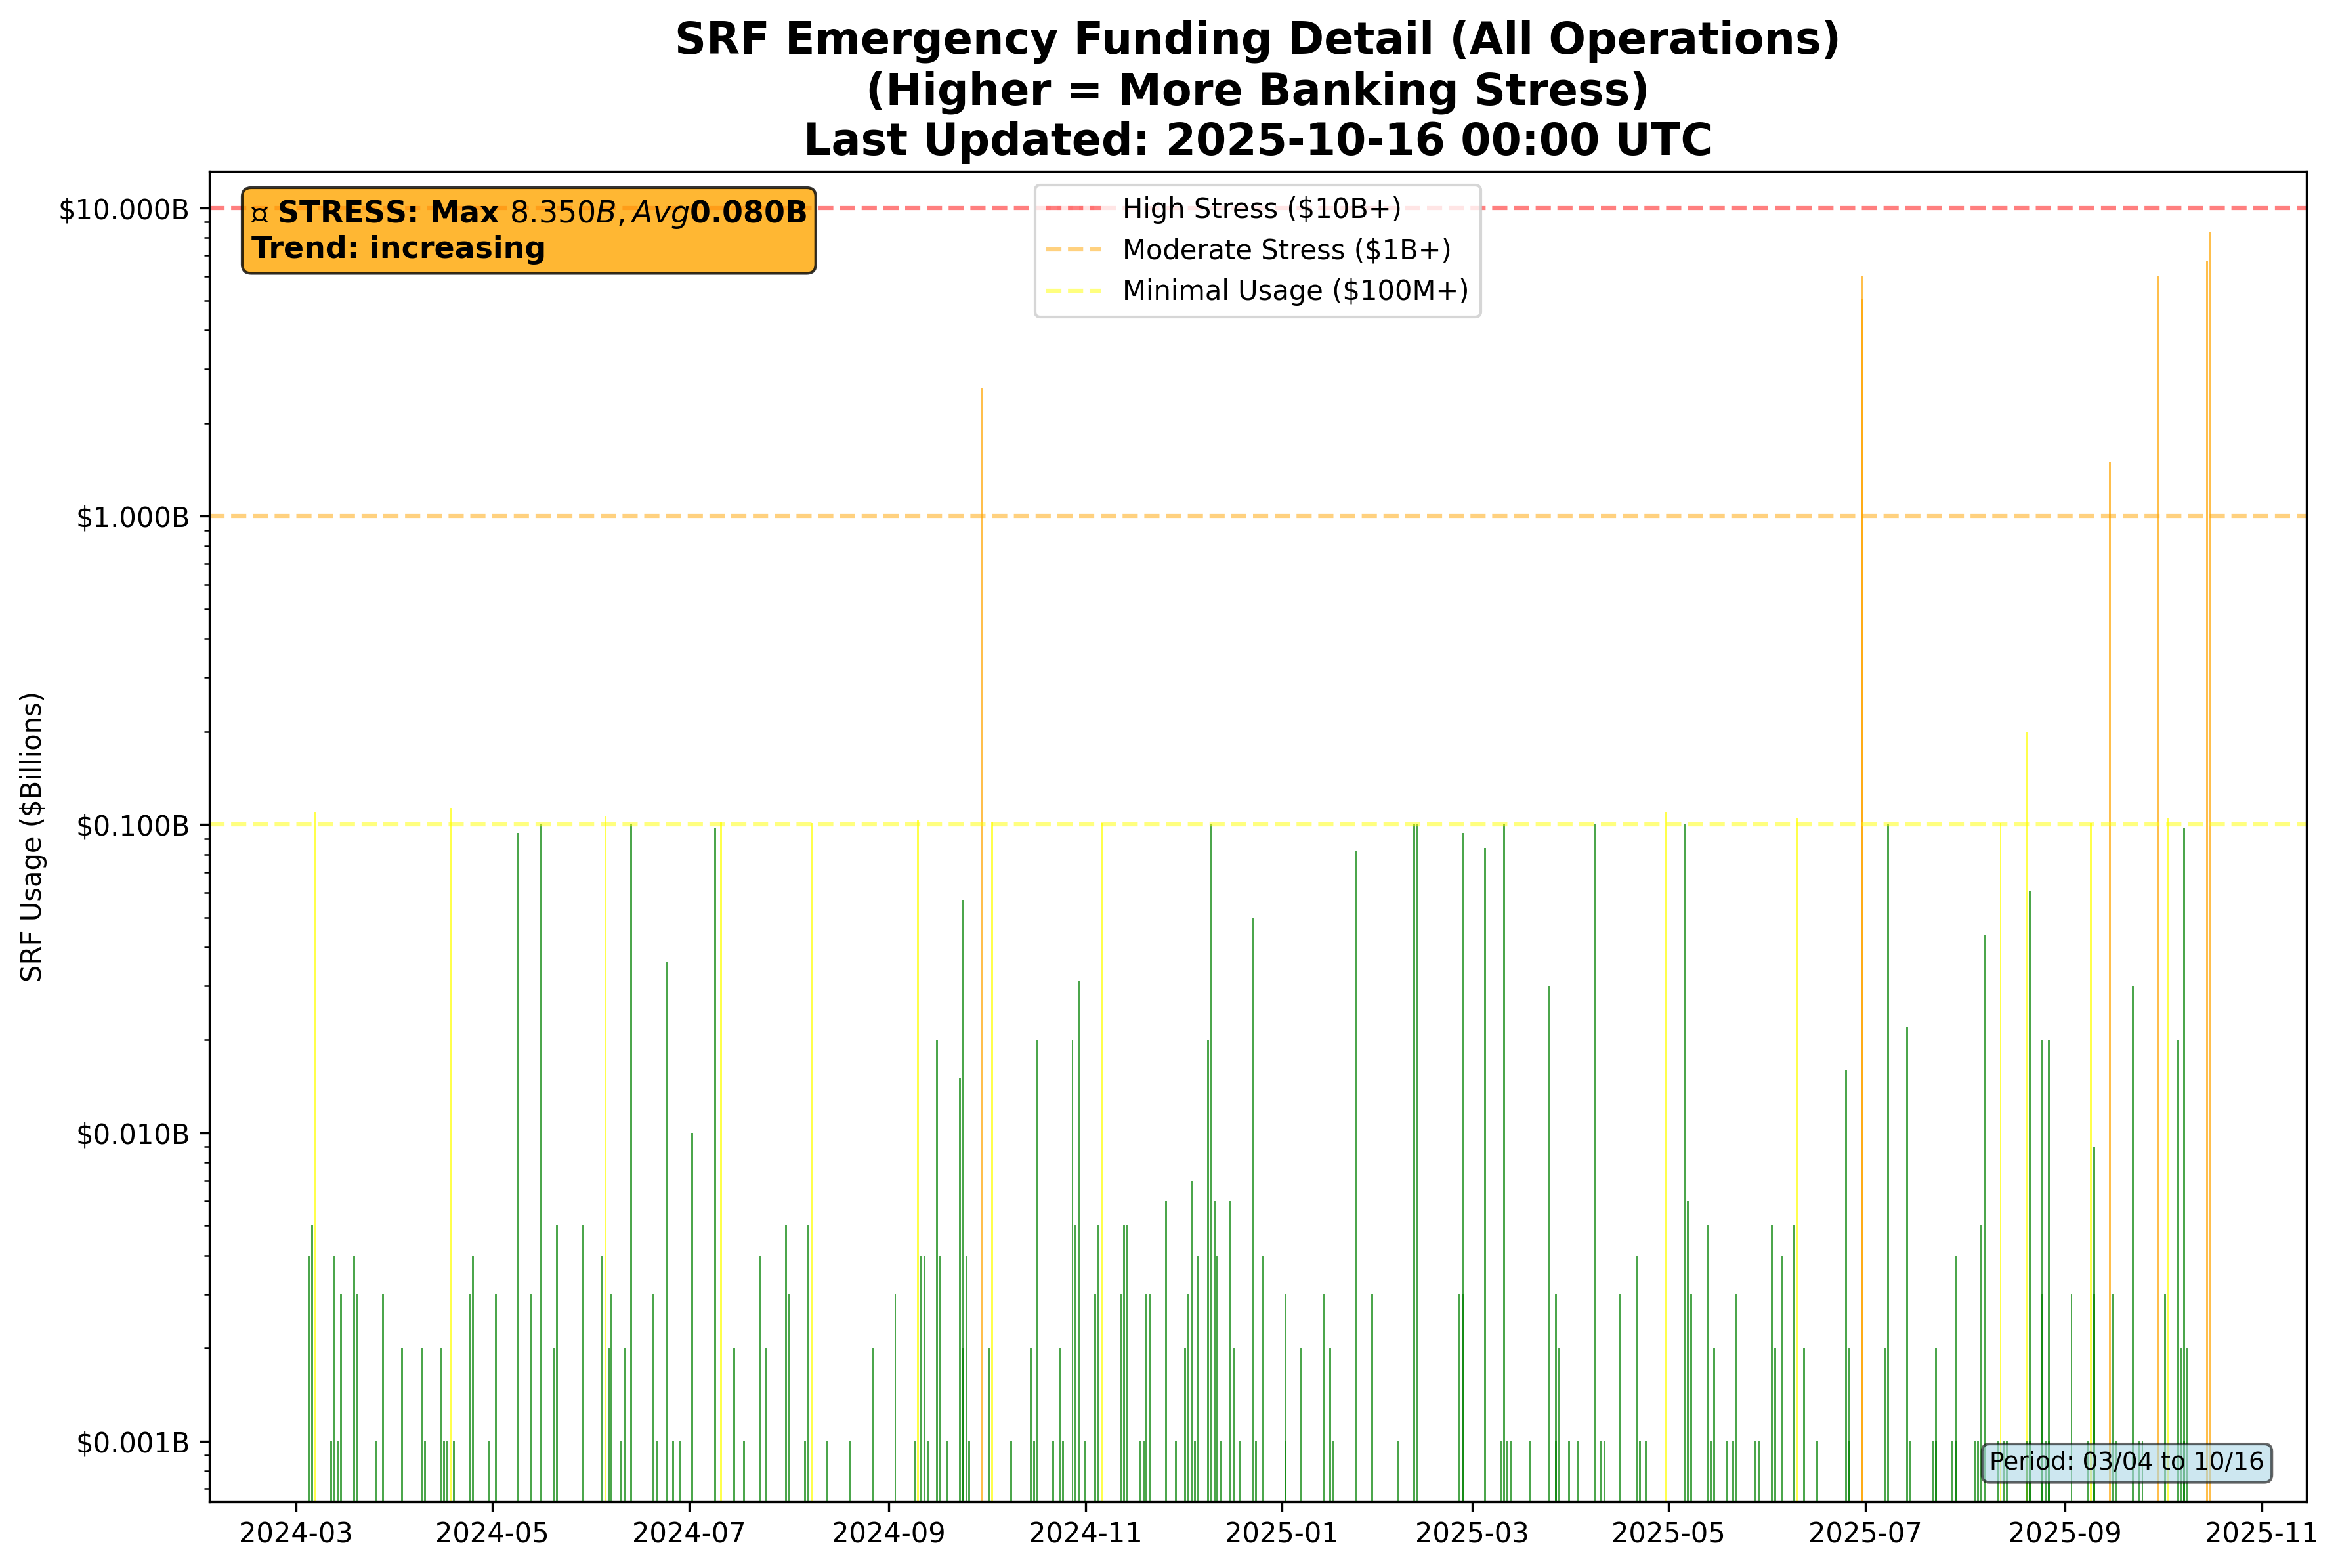 SRF Emergency Funding Detail (All Operations)
(Higher = More Banking Stress)
Last Updated: 2025-10-16 00:00 UTC
¤ STRESS: Max 8.350B, Avg0.080B
Trend: increasing
High Stress ($10B+)
Moderate Stress ($1B+)
Minimal Usage ($100M+)
SRF Usage ($Billions)
$10.000B
$1.000B
$0.100B
$0.010B
$0.001B
Period: 03/04 to 10/16
2024-03 2024-05 2024-07 2024-09 2024-11 2025-01 2025-03 2025-05 2025-07 2025-09 2025-11